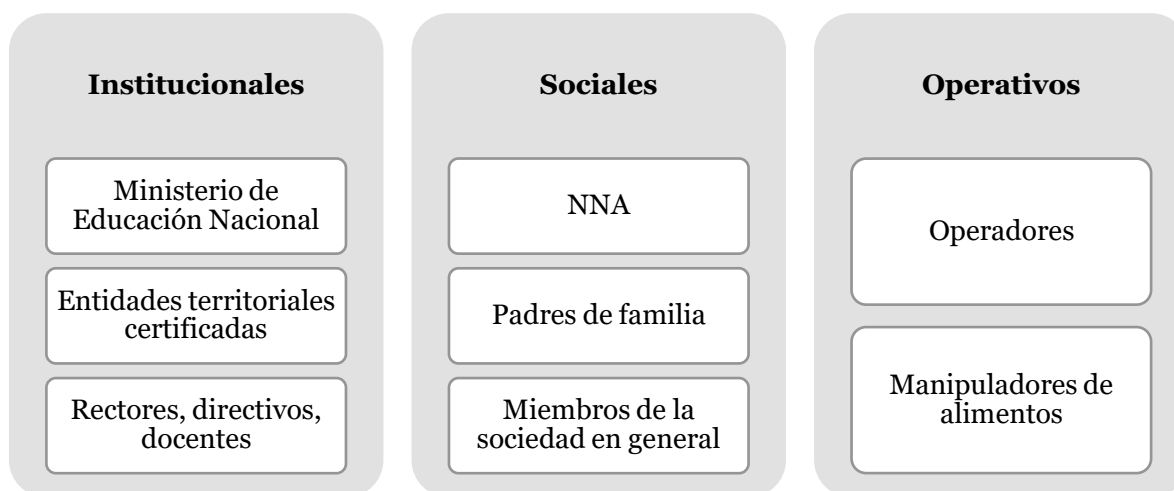 Institucionales
Ministerio de
Educación Nacional
Entidades territoriales
certificadas
Rectores, directivos,
docentes
Sociales
NNA
Padres de familia
Miembros de la
sociedad en general
Operativos
Operadores
Manipuladores de
alimentos